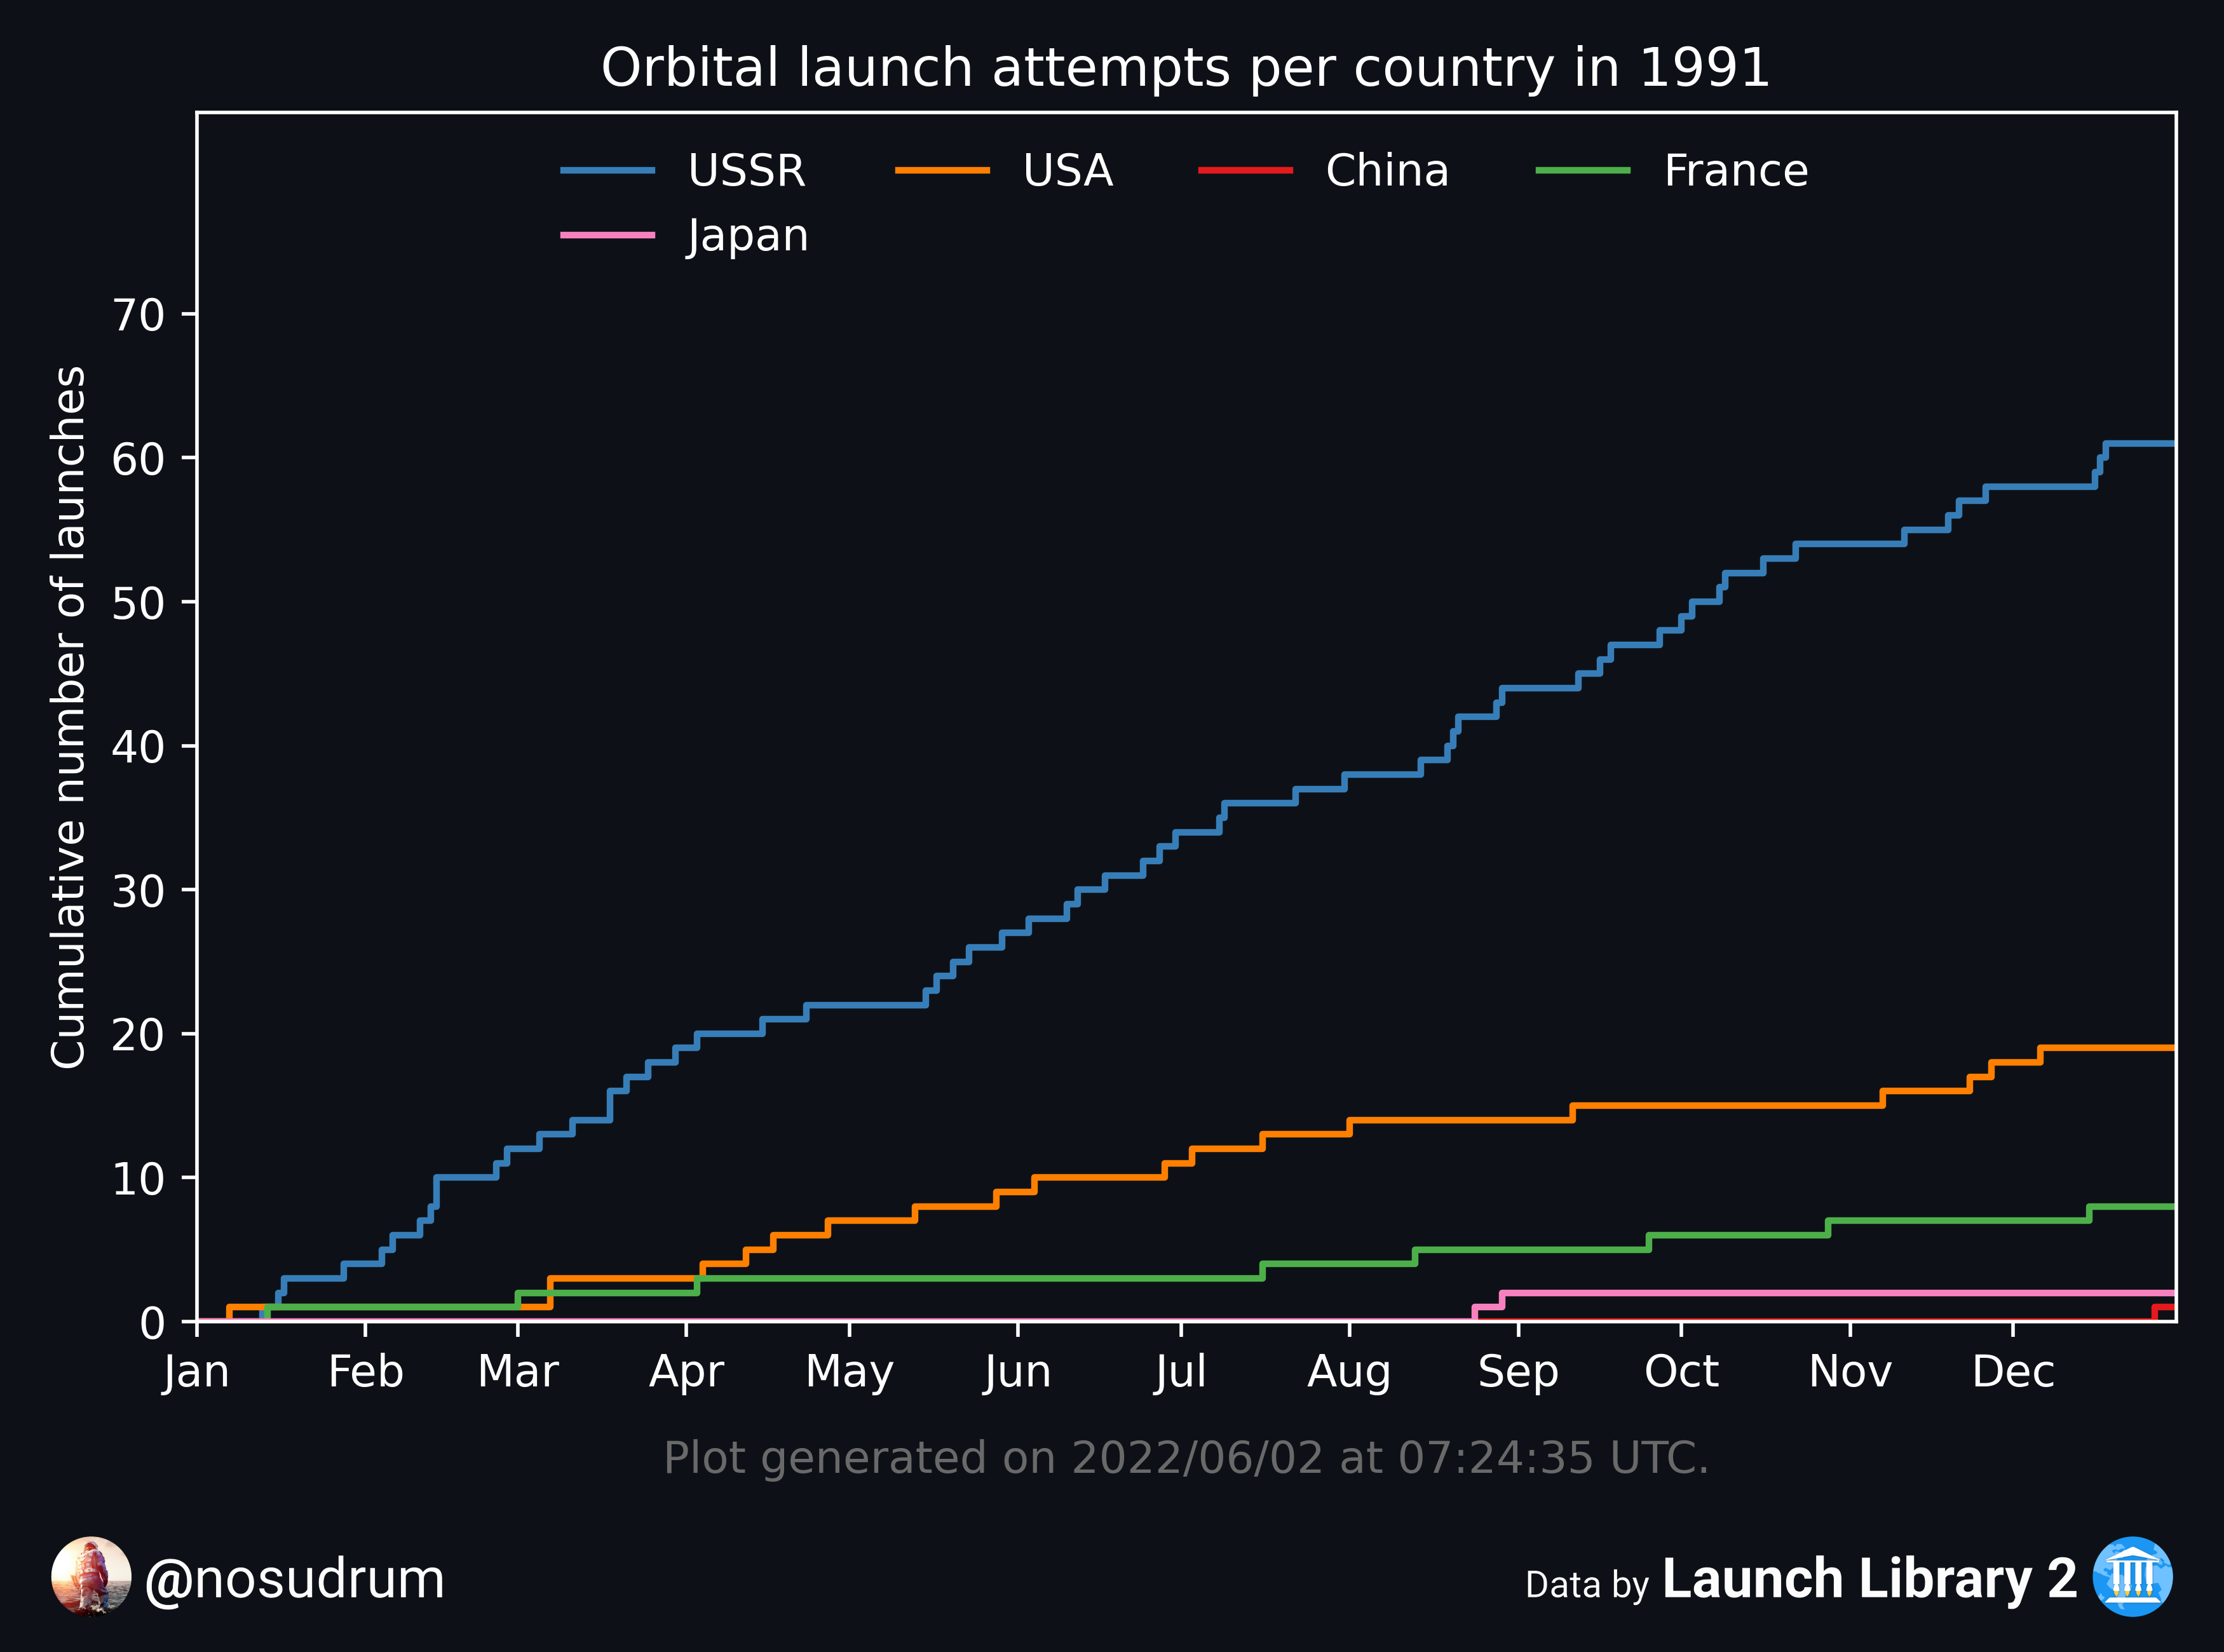 Orbital launch attempts per country in 1991
USSR USA China France
Japan
Cumulative number of launches
70
60
50
40
30
20
10
0
Jan Feb Mar Apr May Jun Jul Aug Sep Oct Nov Dec
Plot generated on 2022/06/02 at 07:24:35 UTC.
@nosudrum
Data by Launch Library 2